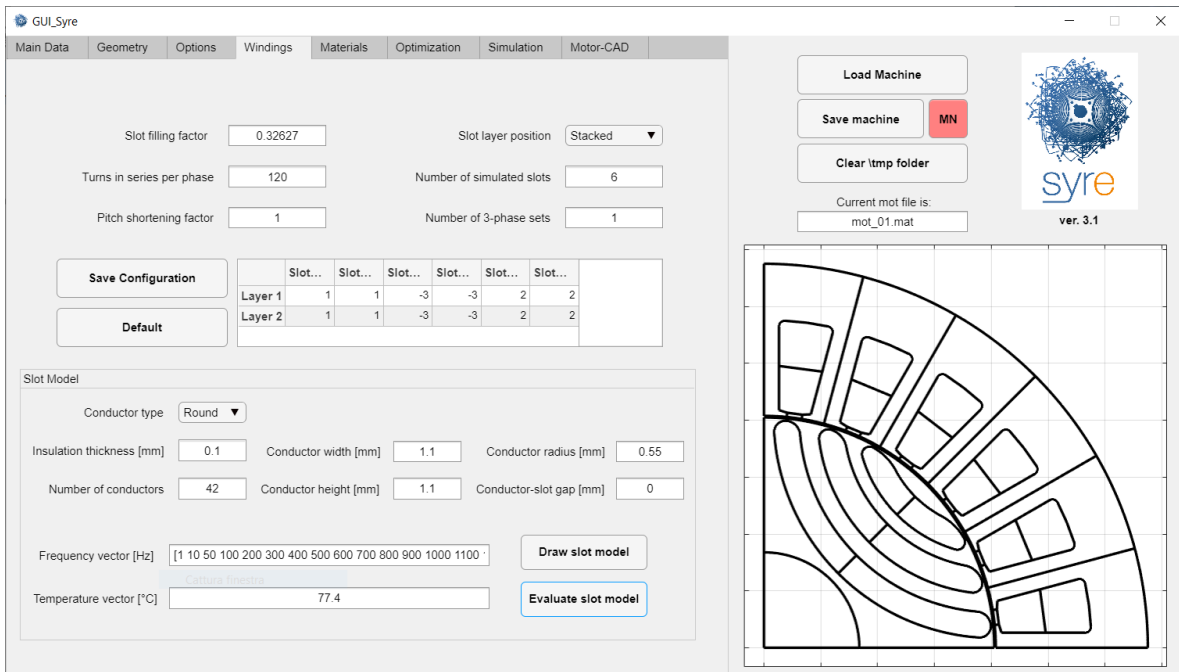 GUI_Syre
Main Data Geometry Options Windings Materials Optimization Simulation Motor-CAD
Slot filling factor 0.32627 Slot layer position Stacked
Turns in series per phase 120 Number of simulated slots 6
Pitch shortening factor 1 Number of 3-phase sets 1
Save Configuration
Default
Slot... Slot... Slot... Slot... Slot... Slot...
Layer 1 1 1 -3 -3 2 2
Layer 2 1 1 -3 -3 2 2
Slot Model
Conductor type Round
Insulation thickness [mm] 0.1 Conductor width [mm] 1.1 Conductor radius [mm] 0.55
Number of conductors 42 Conductor height [mm] 1.1 Conductor-slot gap [mm] 0
Frequency vector [Hz] [1 10 50 100 200 300 400 500 600 700 800 900 1000 1100
Draw slot model
Cattura finestra
Temperature vector [°C] 77.4
Evaluate slot model
Load Machine
Save machine MN
Clear \tmp folder
Current mot file is:
mot_01.mat
syre
ver. 3.1